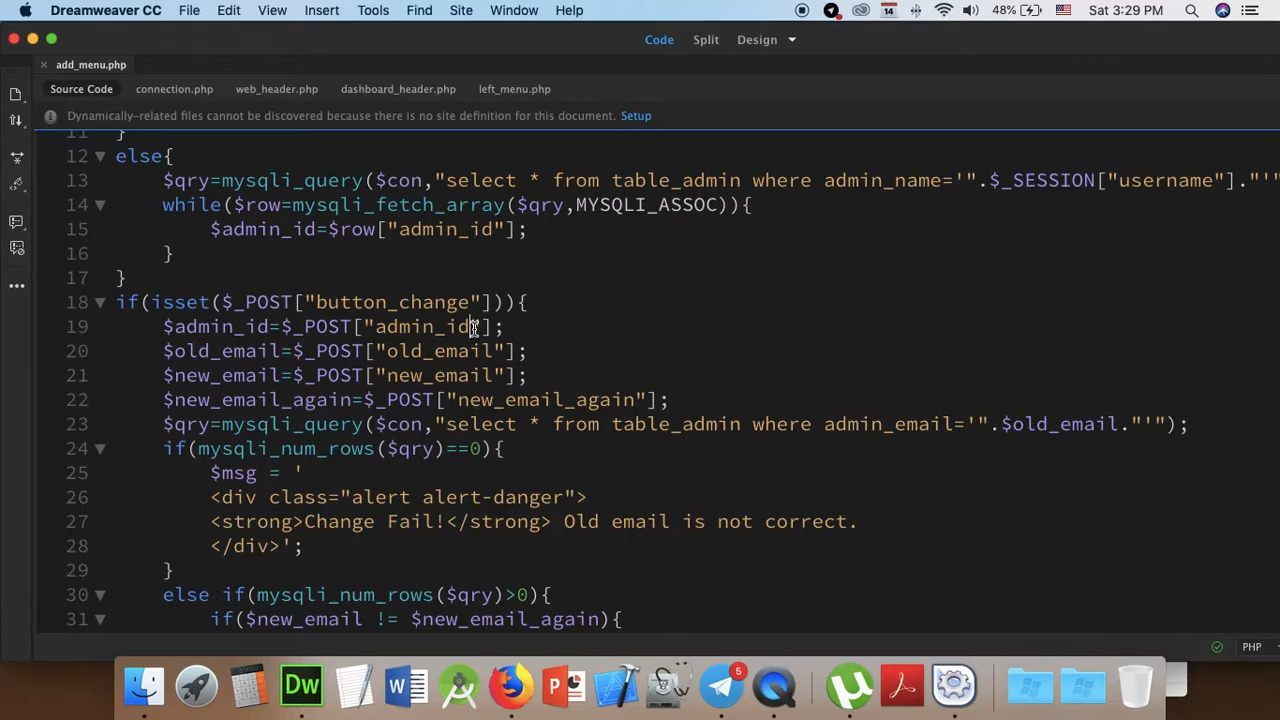 Dreamweaver CC File Edit View Insert Tools Find Site Window Help 14 48% Sat 3:29 PM
Code Split Design
× add_menu.php
Source Code connection.php web_header.php dashboard_header.php left_menu.php
Dynamically-related files cannot be discovered because there is no site definition for this document. Setup
11 }
12 else{
13 $qry=mysqli_query($con,"select * from table_admin where admin_name='".$_SESSION["username"]."'"
14 while($row=mysqli_fetch_array($qry,MYSQLI_ASSOC)){
15 $admin_id=$row["admin_id"];
16 }
17 }
18 if(isset($_POST["button_change"])){
19 $admin_id=$_POST["admin_id"];
20 $old_email=$_POST["old_email"];
21 $new_email=$_POST["new_email"];
22 $new_email_again=$_POST["new_email_again"];
23 $qry=mysqli_query($con,"select * from table_admin where admin_email='".$old_email."'");
24 if(mysqli_num_rows($qry)==0){
25 $msg = '
26 <div class="alert alert-danger">
27 <strong>Change Fail!</strong> Old email is not correct.
28 </div>';
29 }
30 else if(mysqli_num_rows($qry)>0){
31 if($new_email != $new_email_again){
PHP
Dw W P 5